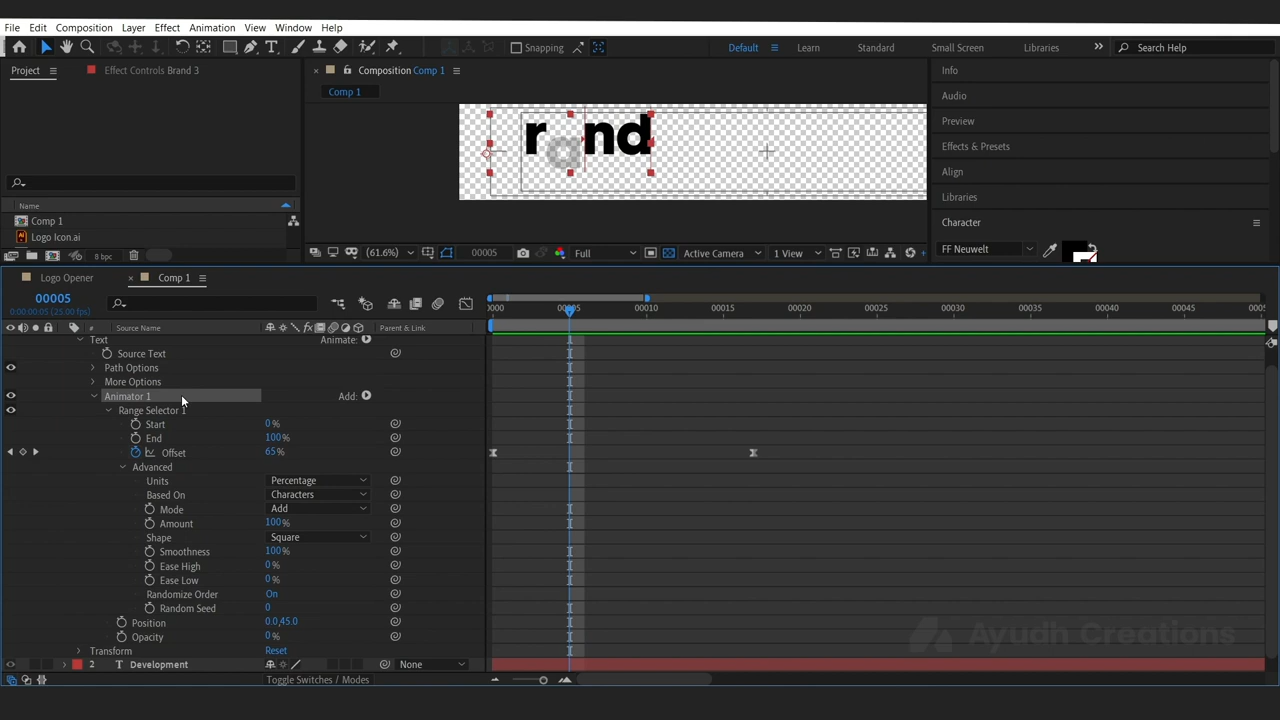 File Edit Composition Layer Effect Animation View Window Help
Snapping Default Learn Standard Small Screen Libraries Search Help
Project Effect Controls Brand 3 Composition Comp 1 Info
Comp 1
Audio
rand
Preview
Effects & Presets
Align
Libraries
Name
Comp 1 Character
Logo Icon.ai FF Neuwelt
8 bpc (61.6%) 00005 Full Active Camera 1 View
Logo Opener Comp 1
00005
0:00:00:05 (25.00 fps)
0000 00005 00010 00015 00020 00025 00030 00035 00040 00045
# Source Name Parent & Link
Text Animate:
Source Text
Path Options
More Options
Animator 1 Add:
Range Selector 1
Start 0%
End 100%
Offset 65%
Advanced
Units Percentage
Based On Characters
Mode Add
Amount 100%
Shape Square
Smoothness 100%
Ease High 0%
Ease Low 0%
Randomize Order On
Random Seed 0
Position 0.0,45.0
Opacity 0%
Ayudh Creations
Transform Reset
2 T Development None
Toggle Switches / Modes